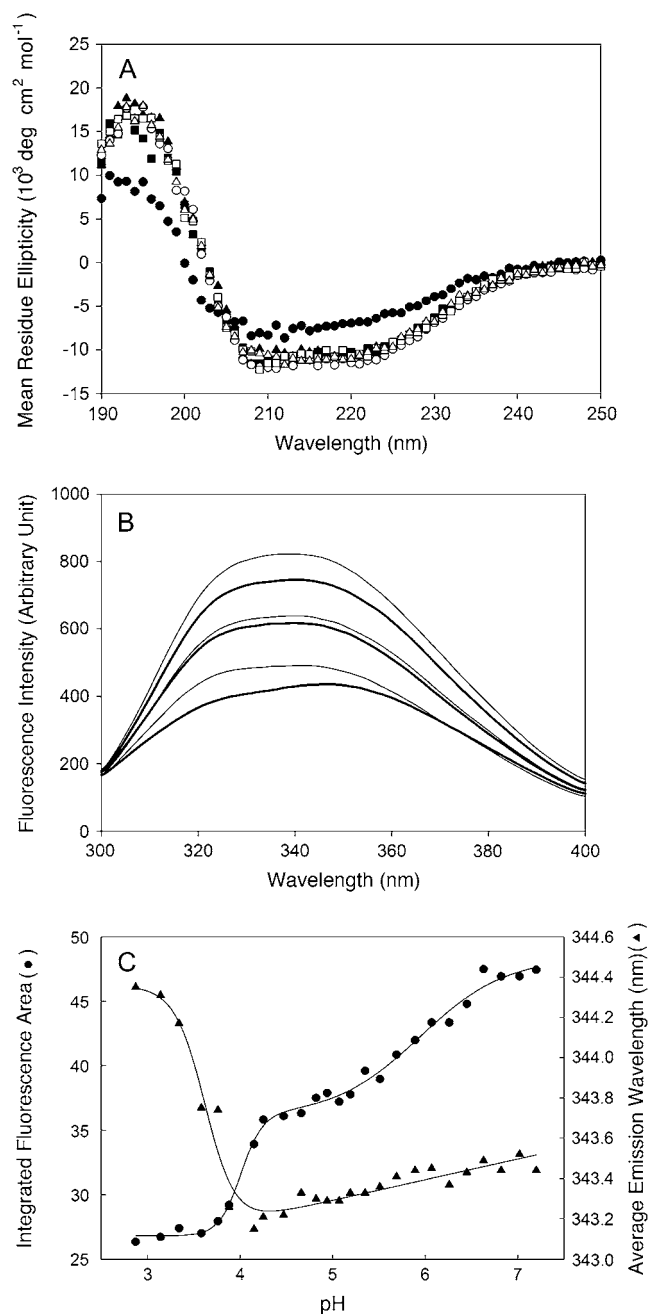 A
Mean Residue Ellipticity (10³ deg cm² mol⁻¹)
25
20
15
10
5
0
-5
-10
-15
190 200 210 220 230 240 250
Wavelength (nm)
B
Fluorescence Intensity (Arbitrary Unit)
1000
800
600
400
200
0
300 320 340 360 380 400
Wavelength (nm)
C
Integrated Fluorescence Area (●)
50
45
40
35
30
25
344.6
344.4
344.2
344.0
343.8
343.6
343.4
343.2
343.0
Average Emission Wavelength (nm)(▲)
3 4 5 6 7
pH